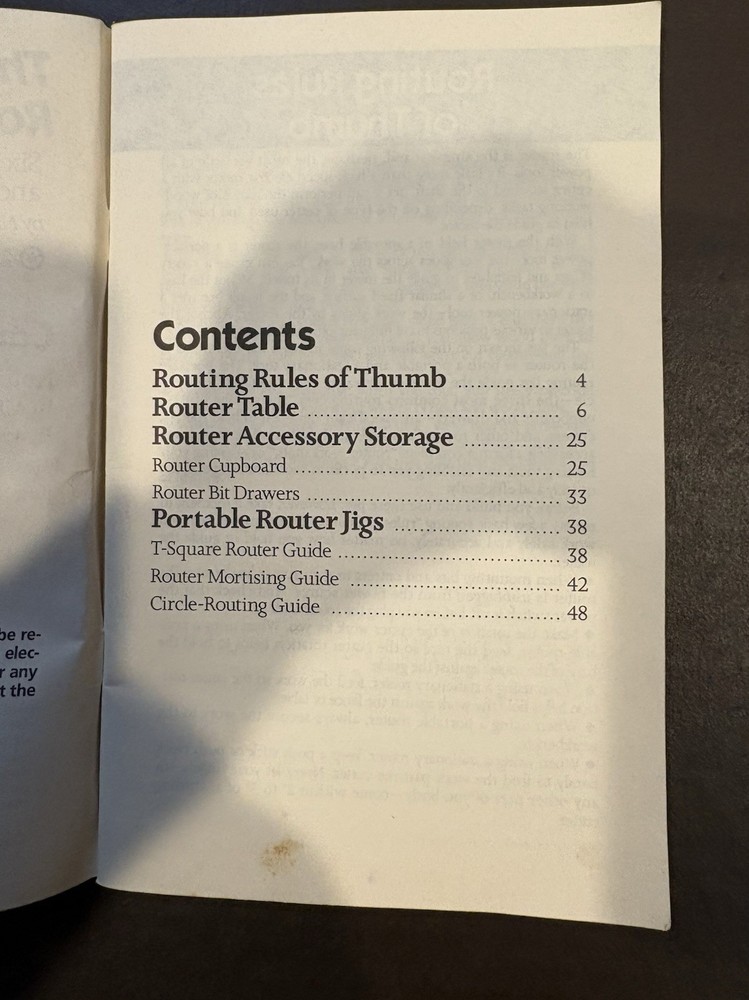 Contents
Routing Rules of Thumb ................ 4
Router Table ........................................ 6
Router Accessory Storage ............... 25
Router Cupboard .......................................... 25
Router Bit Drawers ........................................ 33
Portable Router Jigs .......................... 38
T-Square Router Guide ................................... 38
Router Mortising Guide .................................. 42
Circle-Routing Guide ..................................... 48
be re-
elec-
r any
t the